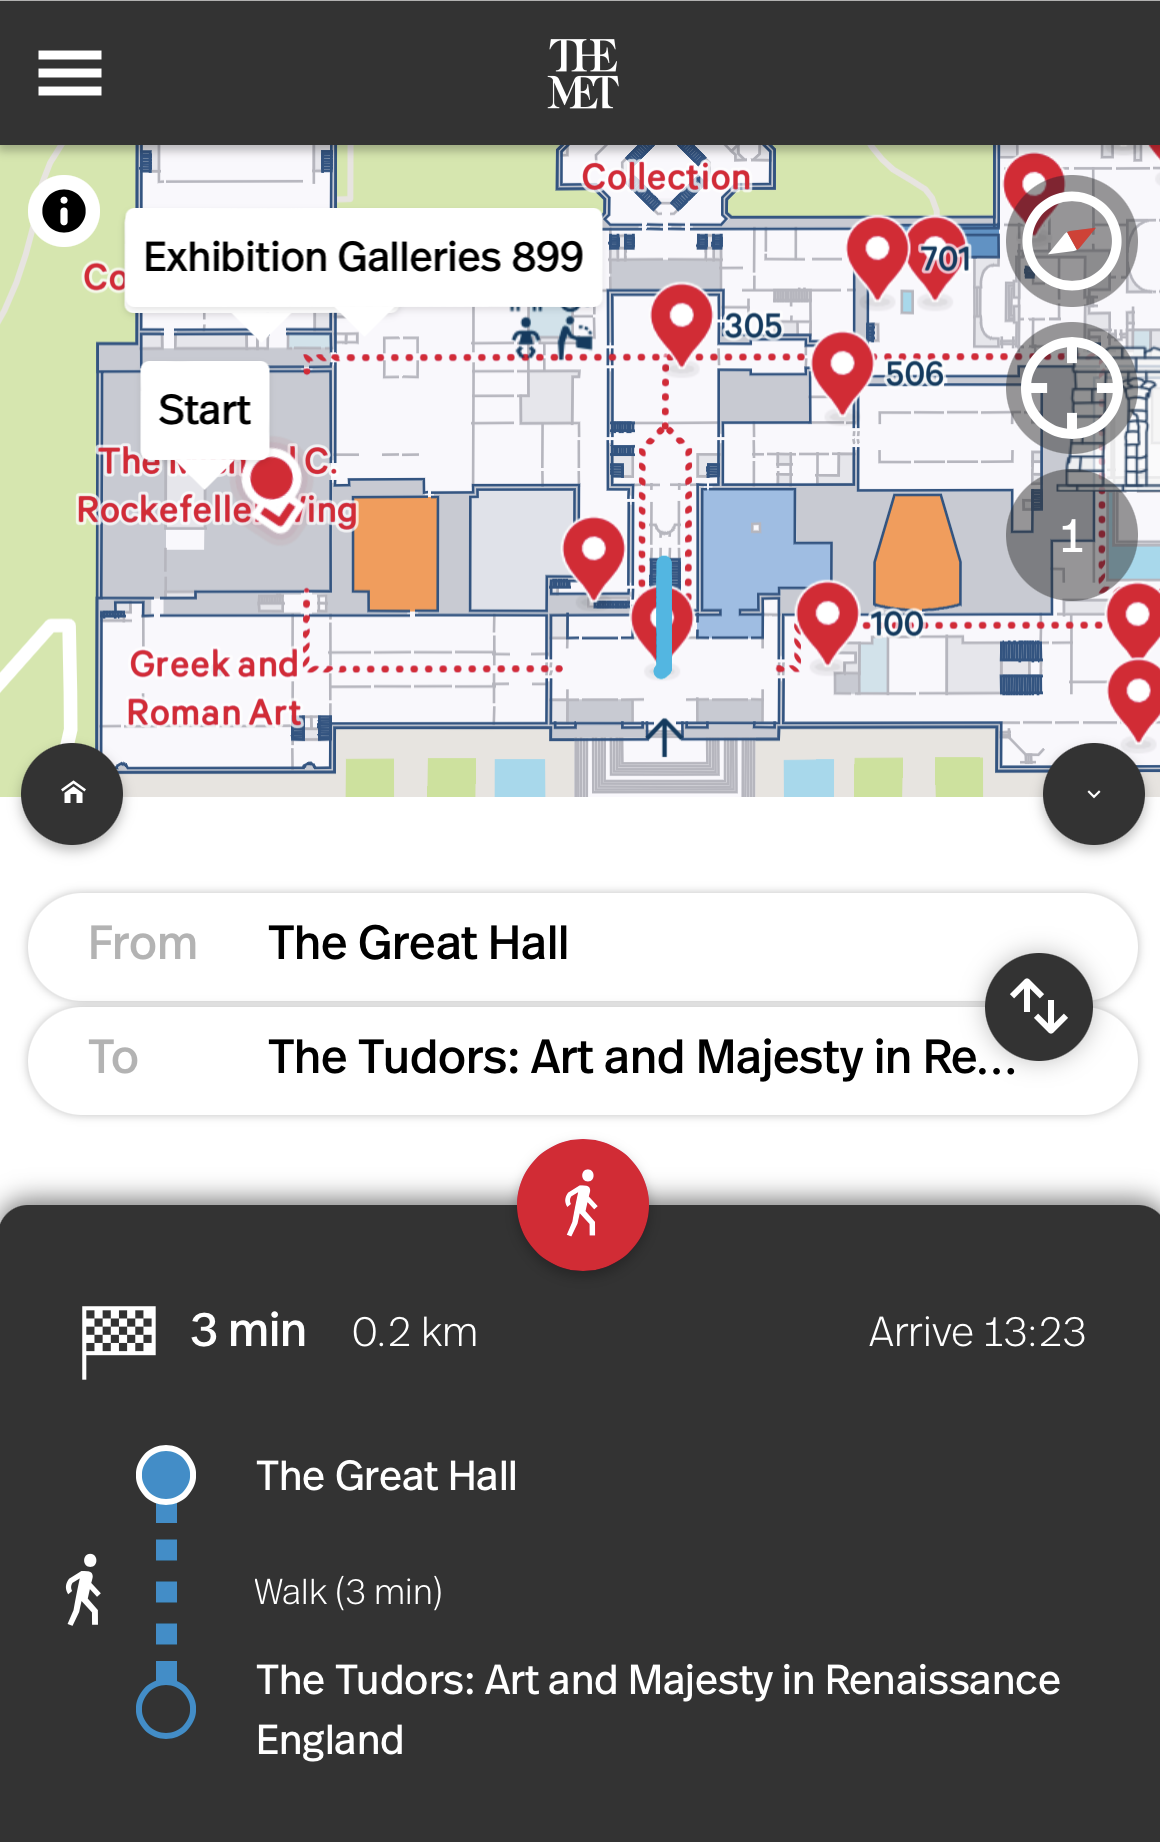 THE
MET
Collection
Exhibition Galleries 899
Co
701
305
506
Start
The C.
Rockefelle ing
100
1
Greek and
Roman Art
From The Great Hall
To The Tudors: Art and Majesty in Re...
3 min 0.2 km Arrive 13:23
The Great Hall
Walk (3 min)
The Tudors: Art and Majesty in Renaissance
England